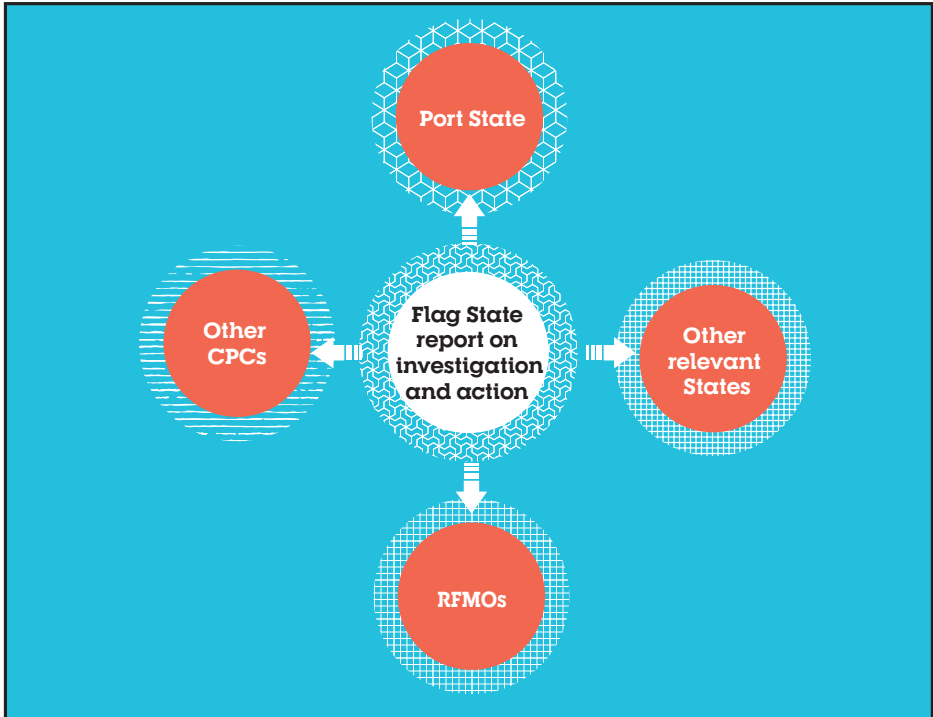 Port State
Other
CPCs
Flag State
report on
investigation
and action
Other
relevant
States
RFMOs